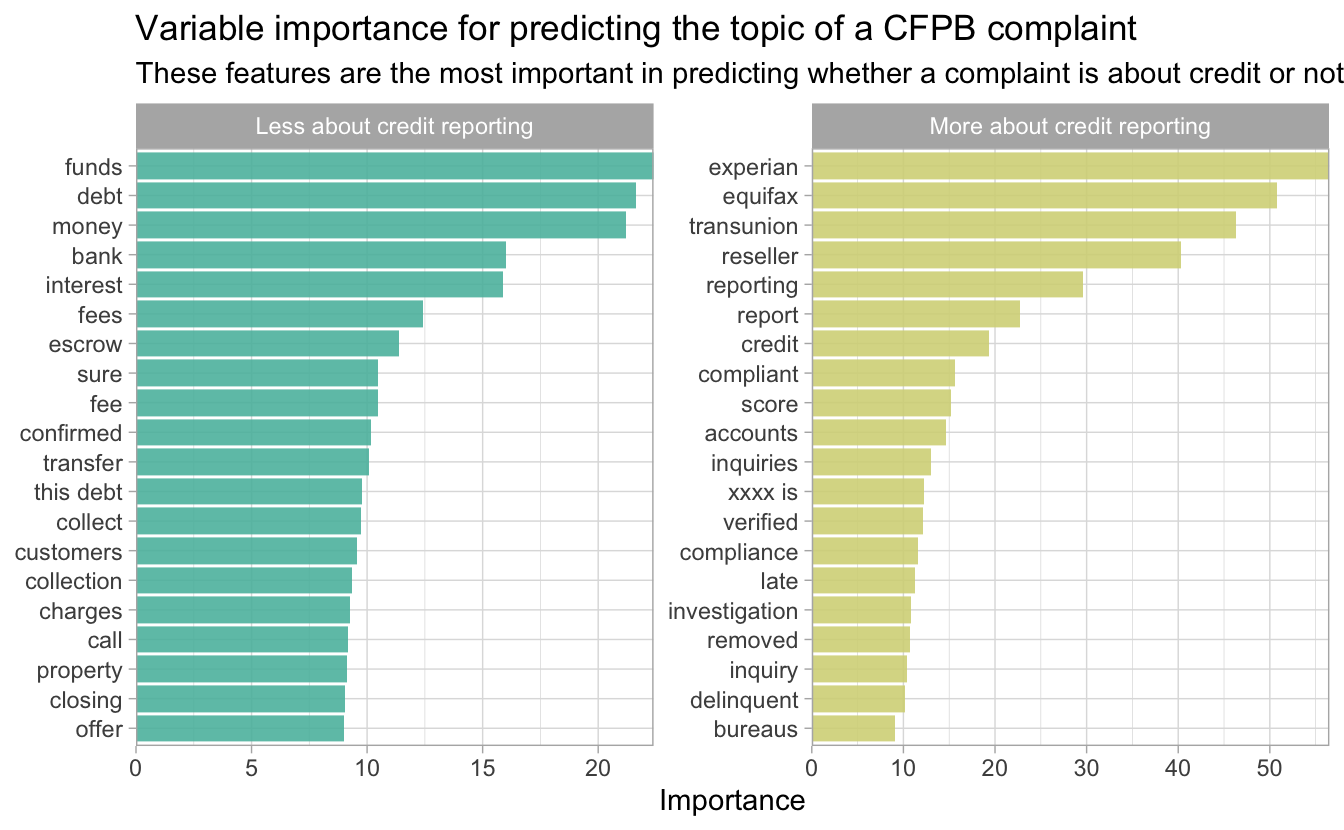 Variable importance for predicting the topic of a CFPB complaint
These features are the most important in predicting whether a complaint is about credit or not
Less about credit reporting
funds
debt
money
bank
interest
fees
escrow
sure
fee
confirmed
transfer
this debt
collect
customers
collection
charges
call
property
closing
offer
0 5 10 15 20
More about credit reporting
experian
equifax
transunion
reseller
reporting
report
credit
compliant
score
accounts
inquiries
xxxx is
verified
compliance
late
investigation
removed
inquiry
delinquent
bureaus
0 10 20 30 40 50
Importance